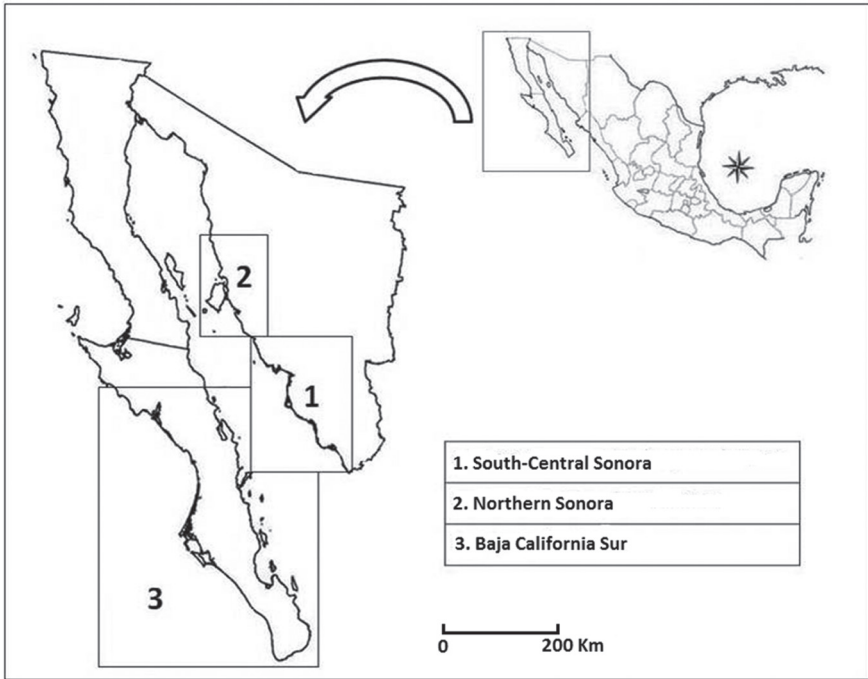 2
1
3
1. South-Central Sonora
2. Northern Sonora
3. Baja California Sur
0 200 Km